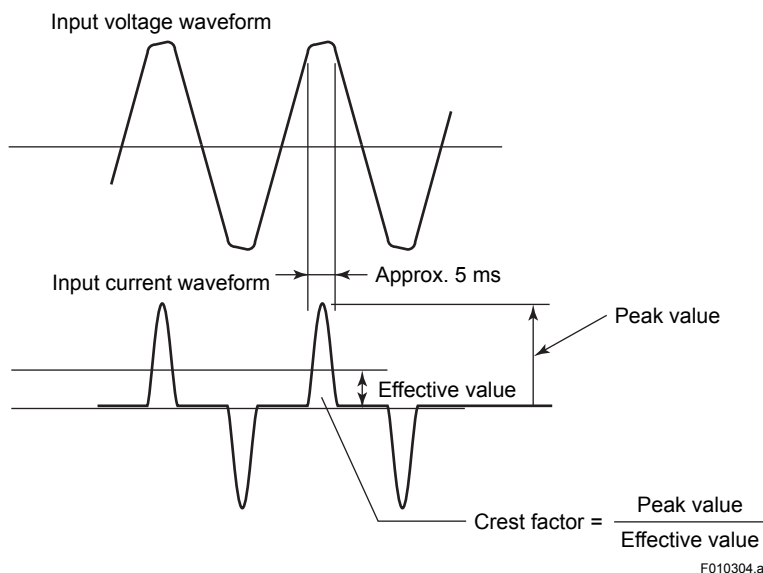 Input voltage waveform
Input current waveform
Approx. 5 ms
Peak value
Effective value
Crest factor =
Peak value
Effective value
F010304.a